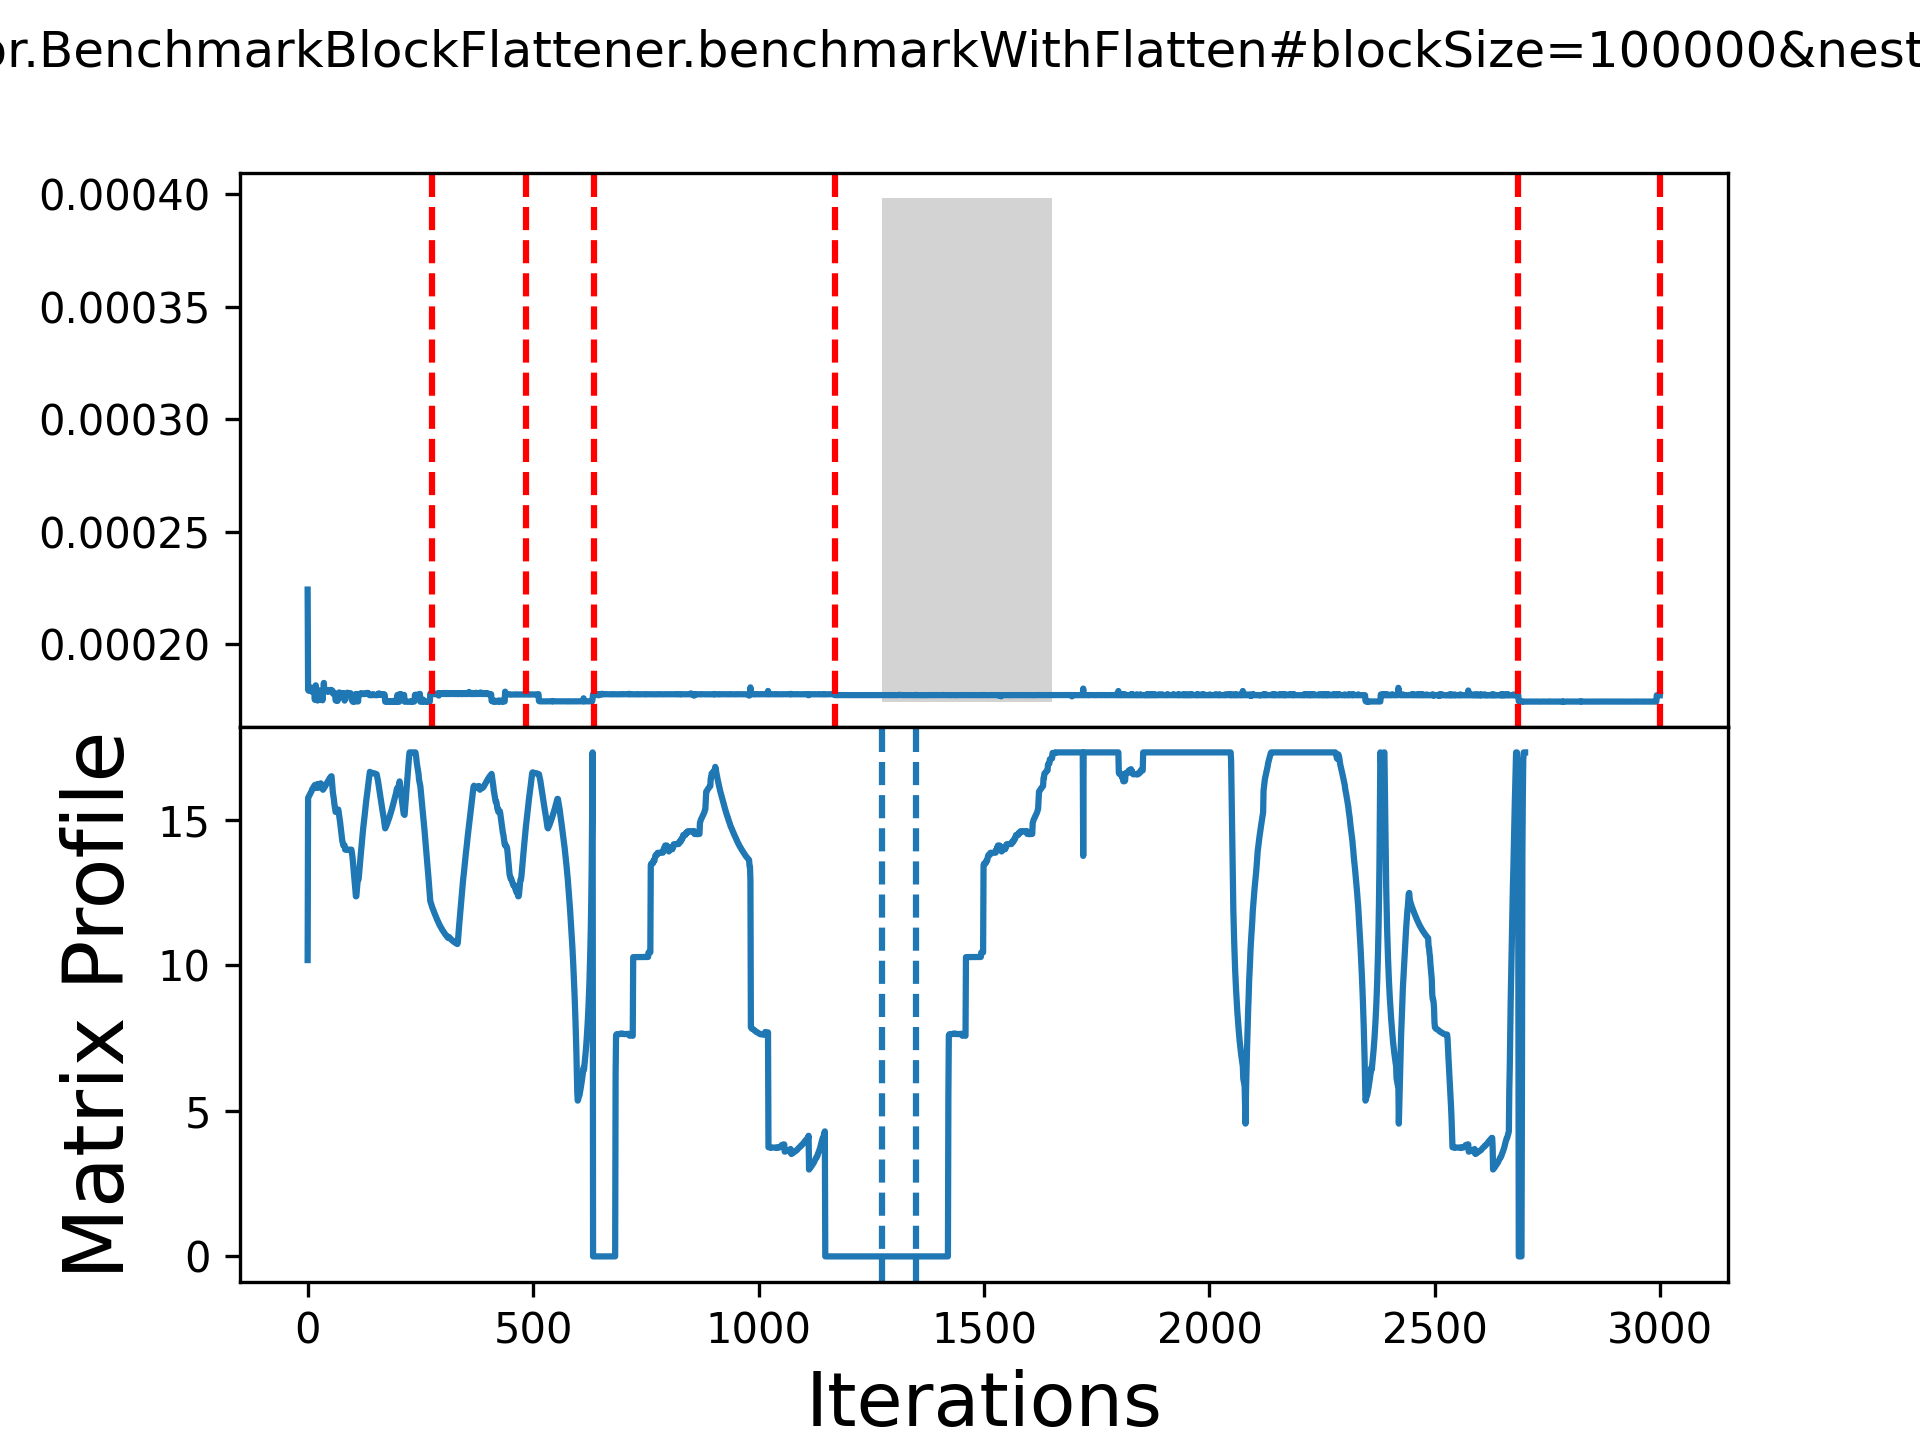 or.BenchmarkBlockFlattener.benchmarkWithFlatten#blockSize=100000&nest
0.00040
0.00035
0.00030
0.00025
0.00020
Matrix Profile
15
10
5
0
0 500 1000 1500 2000 2500 3000
Iterations